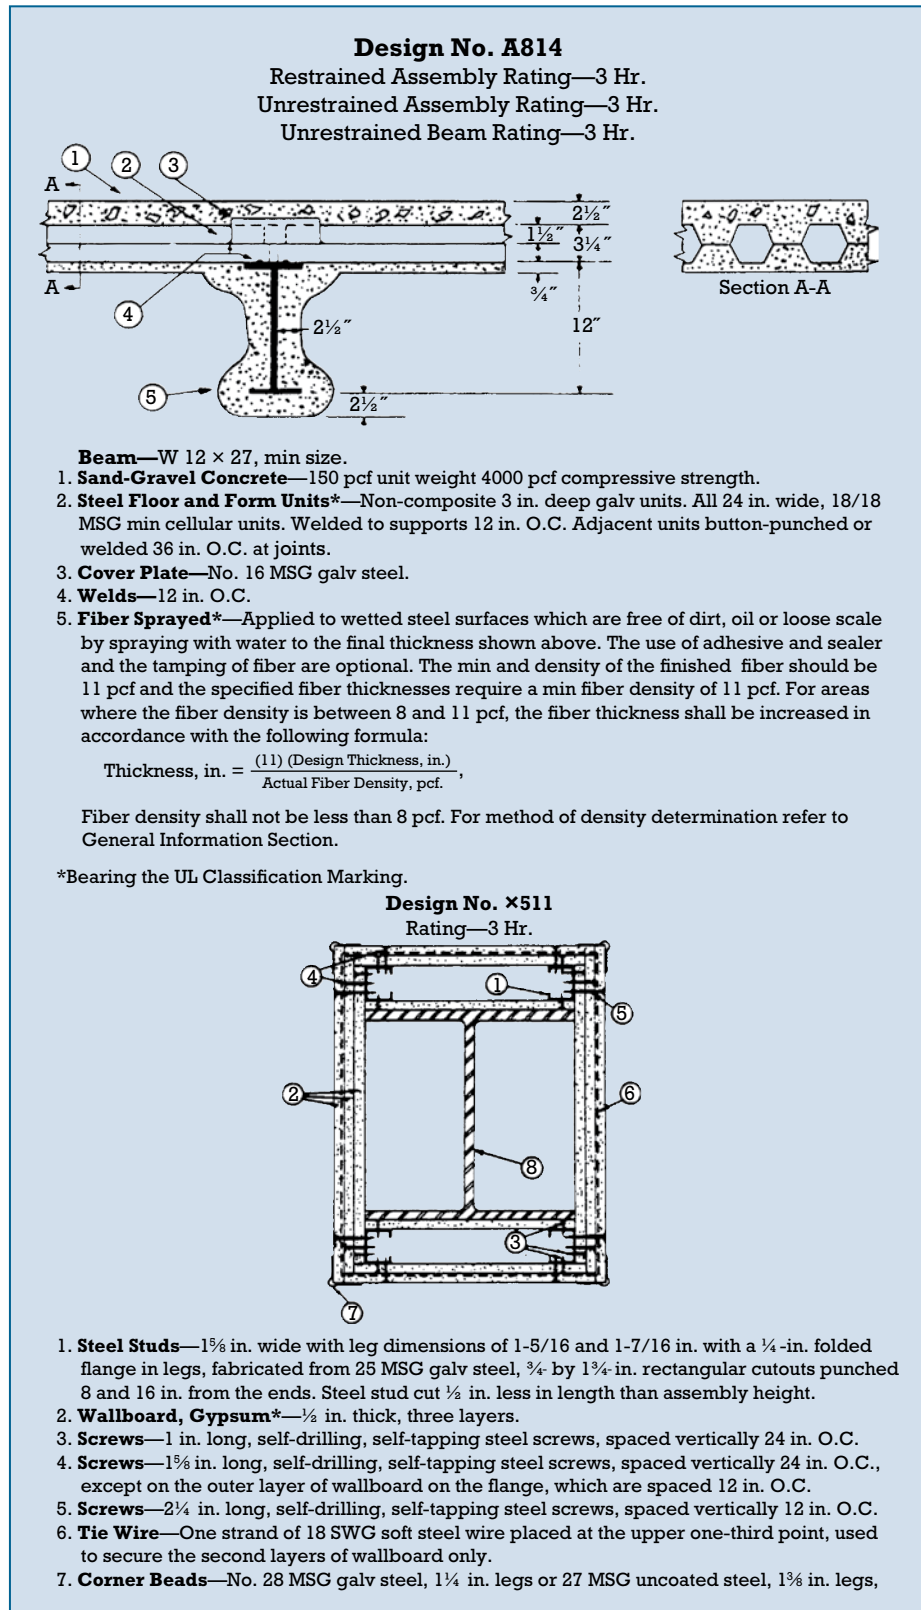 Design No. A814
Restrained Assembly Rating—3 Hr.
Unrestrained Assembly Rating—3 Hr.
Unrestrained Beam Rating—3 Hr.
1
2
3
A
A
4
5
2½″
1½″
3¼″
¾″
12″
2½″
2½″
Section A-A
Beam—W 12 × 27, min size.
1. Sand-Gravel Concrete—150 pcf unit weight 4000 pcf compressive strength.
2. Steel Floor and Form Units*—Non-composite 3 in. deep galv units. All 24 in. wide, 18/18
MSG min cellular units. Welded to supports 12 in. O.C. Adjacent units button-punched or
welded 36 in. O.C. at joints.
3. Cover Plate—No. 16 MSG galv steel.
4. Welds—12 in. O.C.
5. Fiber Sprayed*—Applied to wetted steel surfaces which are free of dirt, oil or loose scale
by spraying with water to the final thickness shown above. The use of adhesive and sealer
and the tamping of fiber are optional. The min and density of the finished fiber should be
11 pcf and the specified fiber thicknesses require a min fiber density of 11 pcf. For areas
where the fiber density is between 8 and 11 pcf, the fiber thickness shall be increased in
accordance with the following formula:
Thickness, in. = (11) (Design Thickness, in.) / Actual Fiber Density, pcf. ,
Fiber density shall not be less than 8 pcf. For method of density determination refer to
General Information Section.
*Bearing the UL Classification Marking.
Design No. ×511
Rating—3 Hr.
4
1
5
2
6
8
3
7
1. Steel Studs—1⅝ in. wide with leg dimensions of 1-5/16 and 1-7/16 in. with a ¼ -in. folded
flange in legs, fabricated from 25 MSG galv steel, ¾- by 1¾- in. rectangular cutouts punched
8 and 16 in. from the ends. Steel stud cut ½ in. less in length than assembly height.
2. Wallboard, Gypsum*—½ in. thick, three layers.
3. Screws—1 in. long, self-drilling, self-tapping steel screws, spaced vertically 24 in. O.C.
4. Screws—1⅝ in. long, self-drilling, self-tapping steel screws, spaced vertically 24 in. O.C.,
except on the outer layer of wallboard on the flange, which are spaced 12 in. O.C.
5. Screws—2¼ in. long, self-drilling, self-tapping steel screws, spaced vertically 12 in. O.C.
6. Tie Wire—One strand of 18 SWG soft steel wire placed at the upper one-third point, used
to secure the second layers of wallboard only.
7. Corner Beads—No. 28 MSG galv steel, 1¼ in. legs or 27 MSG uncoated steel, 1⅜ in. legs,